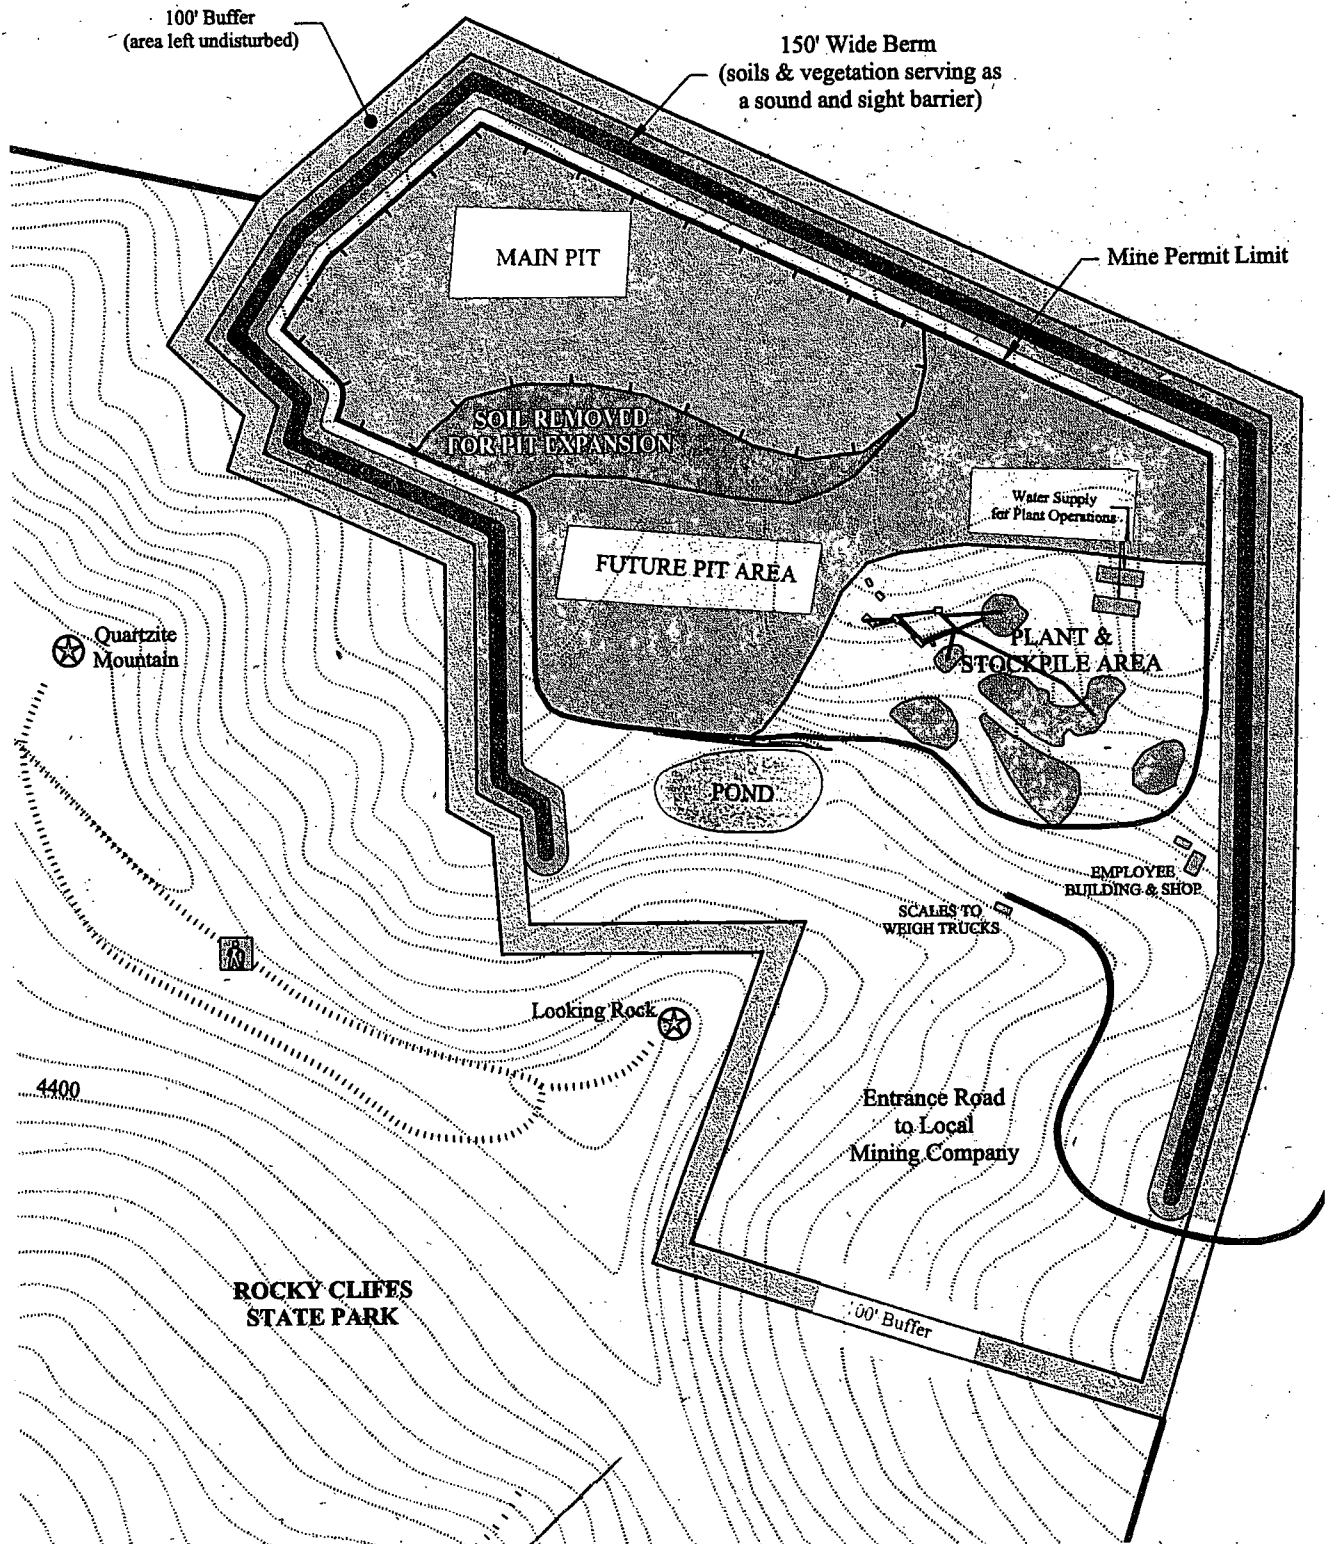 100' Buffer
(area left undisturbed)
150' Wide Berm
(soils & vegetation serving as
a sound and sight barrier)
Mine Permit Limit
MAIN PIT
SOIL REMOVED
FOR PIT EXPANSION
Water Supply
for Plant Operations
FUTURE PIT AREA
PLANT &
STOCKPILE AREA
Quartzite
Mountain
POND
EMPLOYEE
BUILDING & SHOP
SCALES TO
WEIGH TRUCKS
Looking Rock
4400
Entrance Road
to Local
Mining Company
ROCKY CLIFFS
STATE PARK
00' Buffer